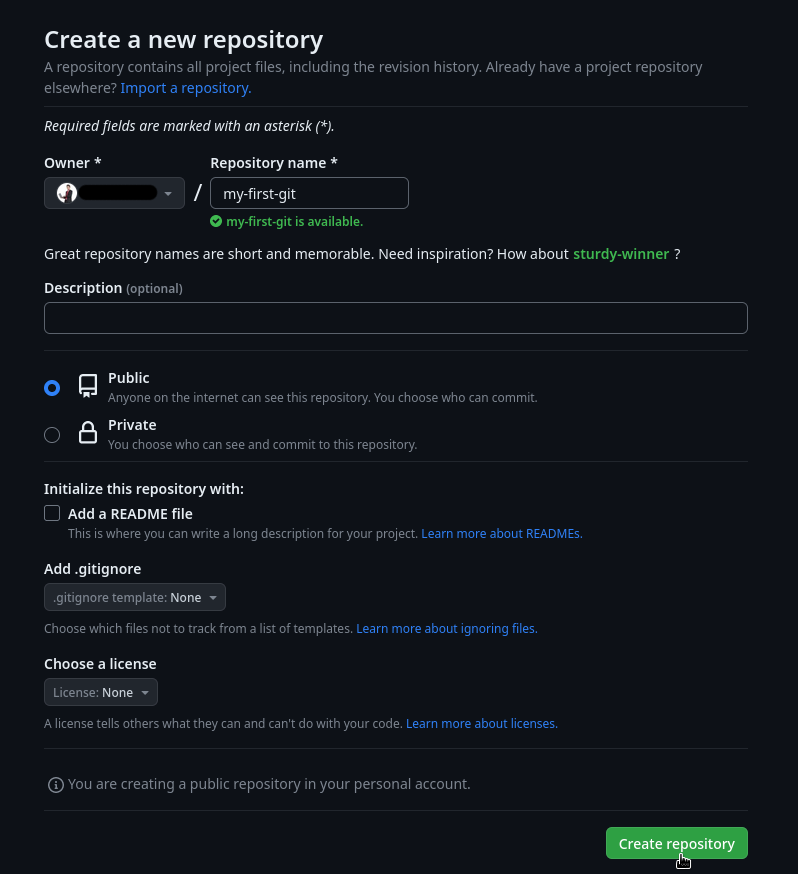 Create a new repository
A repository contains all project files, including the revision history. Already have a project repository
elsewhere? Import a repository.
Required fields are marked with an asterisk (*).
Owner * Repository name *
/ my-first-git
my-first-git is available.
Great repository names are short and memorable. Need inspiration? How about sturdy-winner ?
Description (optional)
Public
Anyone on the internet can see this repository. You choose who can commit.
Private
You choose who can see and commit to this repository.
Initialize this repository with:
Add a README file
This is where you can write a long description for your project. Learn more about READMEs.
Add .gitignore
.gitignore template: None
Choose which files not to track from a list of templates. Learn more about ignoring files.
Choose a license
License: None
A license tells others what they can and can't do with your code. Learn more about licenses.
You are creating a public repository in your personal account.
Create repository